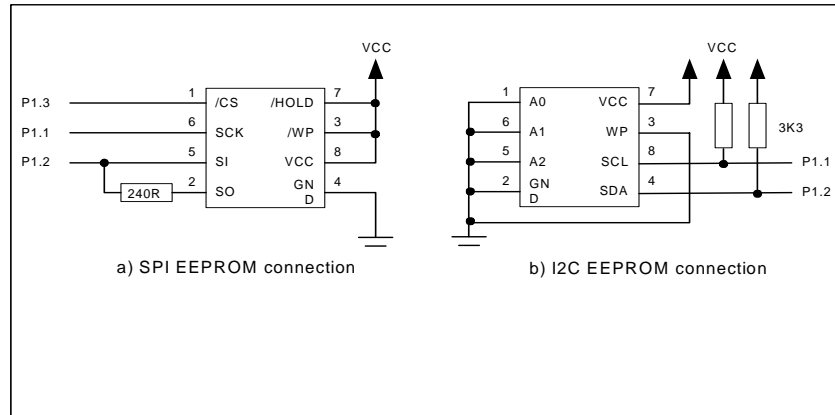 VCC
P1.3 1 /CS /HOLD 7
P1.1 6 SCK /WP 3
P1.2 5 SI VCC 8
240R 2 SO GN
D 4
a) SPI EEPROM connection
VCC
1 A0 VCC 7
6 A1 WP 3
3K3
5 A2 SCL 8 P1.1
2 GN
D SDA 4 P1.2
b) I2C EEPROM connection